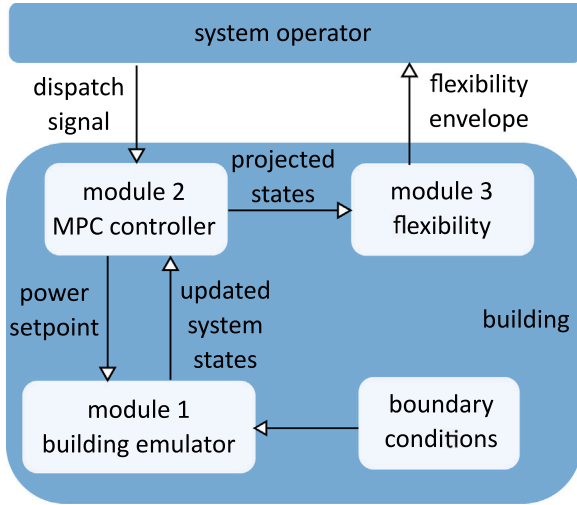 system operator
dispatch
signal
flexibility
envelope
projected
states
module 2
MPC controller
module 3
flexibility
power
setpoint
updated
system
states
building
module 1
building emulator
boundary
conditions